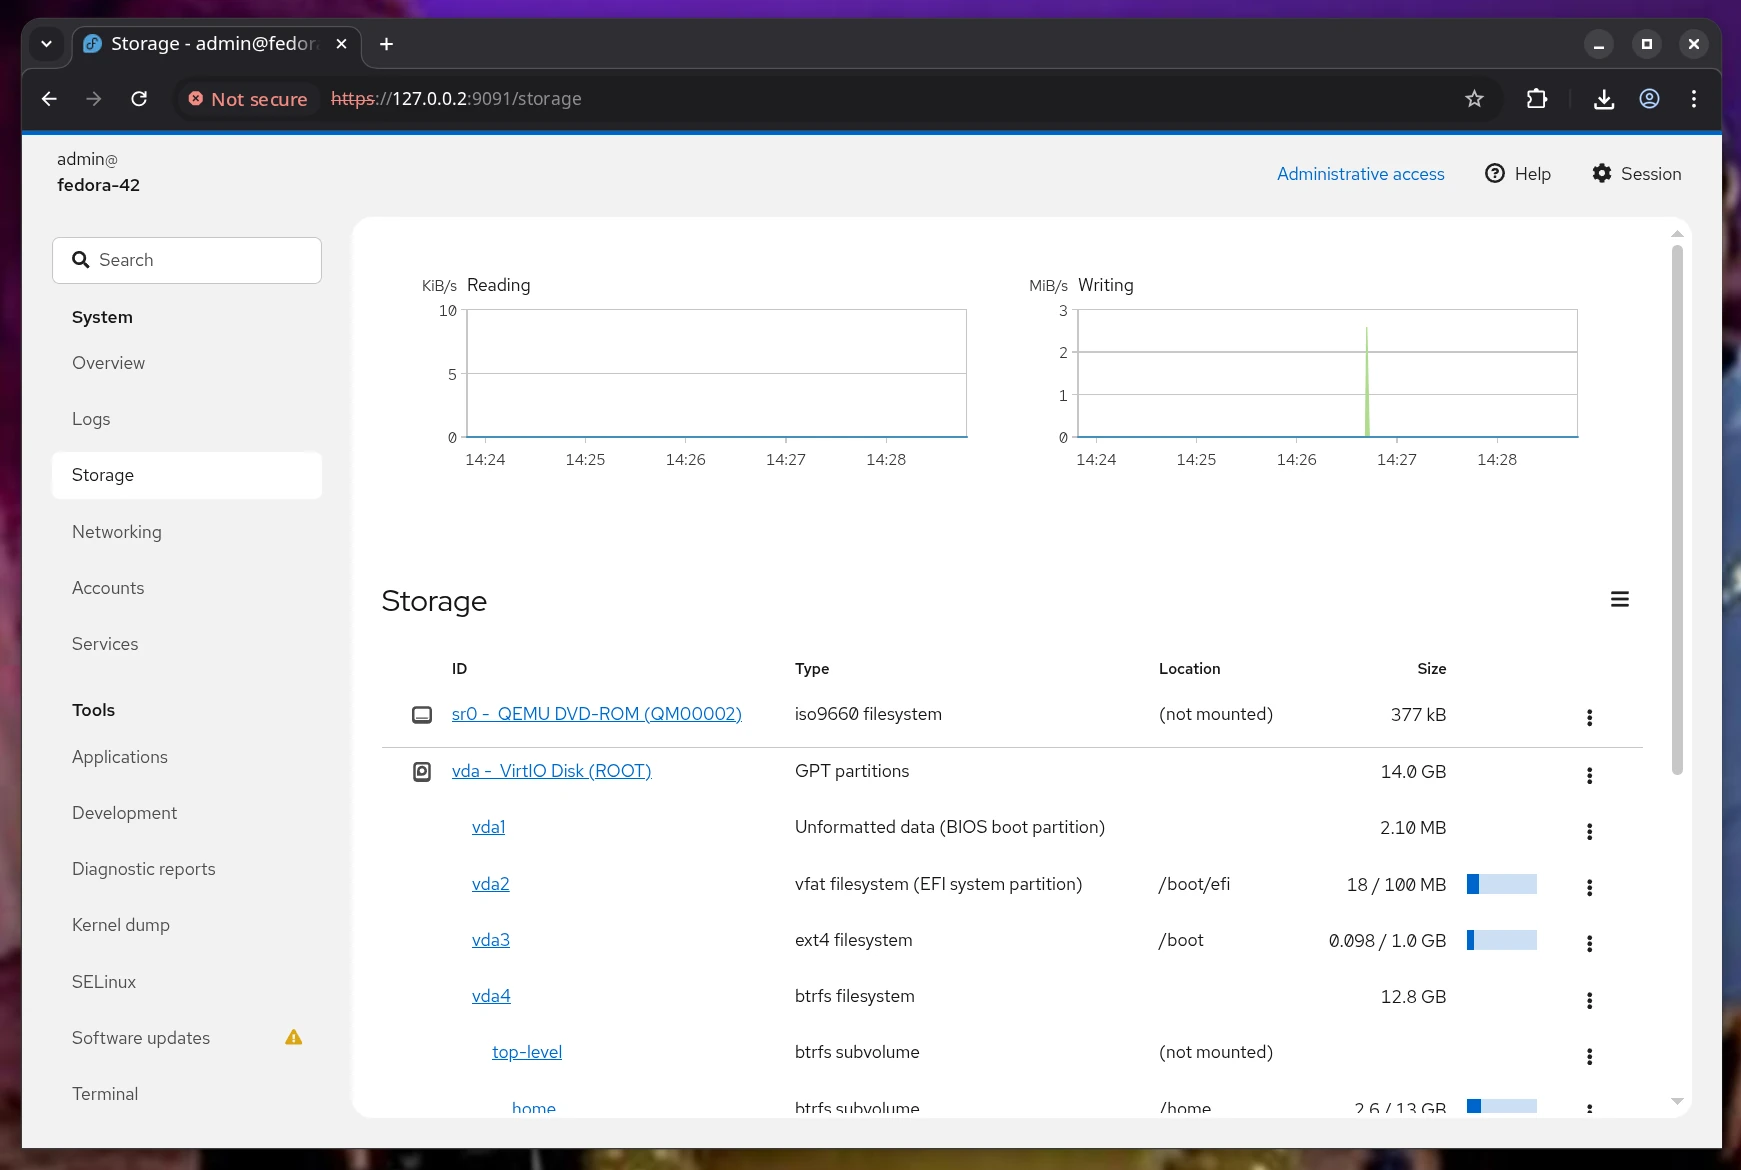 Storage - admin@fedor
Not secure https://127.0.0.2:9091/storage
admin@
fedora-42
Administrative access
Help
Session
Search
System
Overview
Logs
Storage
Networking
Accounts
Services
Tools
Applications
Development
Diagnostic reports
Kernel dump
SELinux
Software updates
Terminal
KiB/s Reading
10
5
0
14:24 14:25 14:26 14:27 14:28
MiB/s Writing
3
2
1
0
14:24 14:25 14:26 14:27 14:28
Storage
ID Type Location Size
sr0 - QEMU DVD-ROM (QM00002) iso9660 filesystem (not mounted) 377 kB
vda - VirtIO Disk (ROOT) GPT partitions 14.0 GB
vda1 Unformatted data (BIOS boot partition) 2.10 MB
vda2 vfat filesystem (EFI system partition) /boot/efi 18 / 100 MB
vda3 ext4 filesystem /boot 0.098 / 1.0 GB
vda4 btrfs filesystem 12.8 GB
top-level btrfs subvolume (not mounted)
home btrfs subvolume /home 2.6 / 13 GB